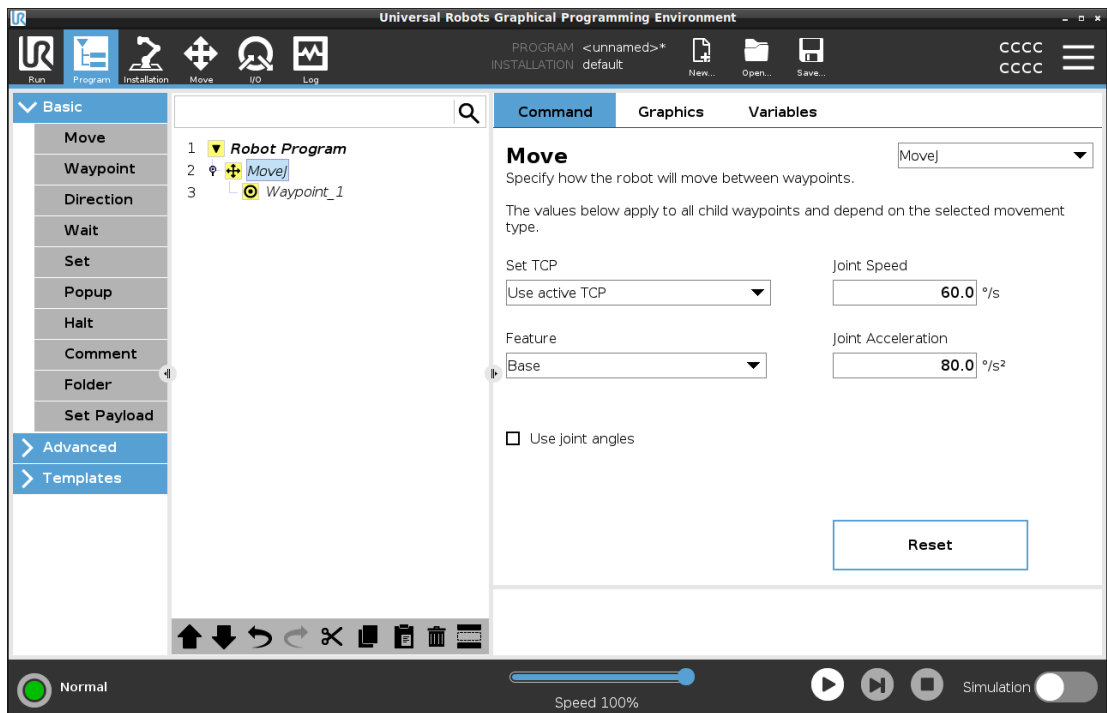 Universal Robots Graphical Programming Environment
UR
Run
Program
Installation
Move
I/O
Log
PROGRAM <unnamed>*
INSTALLATION default
New...
Open...
Save...
CCCC
CCCC
Basic
Move
Waypoint
Direction
Wait
Set
Popup
Halt
Comment
Folder
Set Payload
Advanced
Templates
1 Robot Program
2 MoveJ
3 Waypoint_1
Command Graphics Variables
Move
MoveJ
Specify how the robot will move between waypoints.
The values below apply to all child waypoints and depend on the selected movement
type.
Set TCP
Use active TCP
Joint Speed
60.0 °/s
Feature
Base
Joint Acceleration
80.0 °/s²
Use joint angles
Reset
Normal
Speed 100%
Simulation